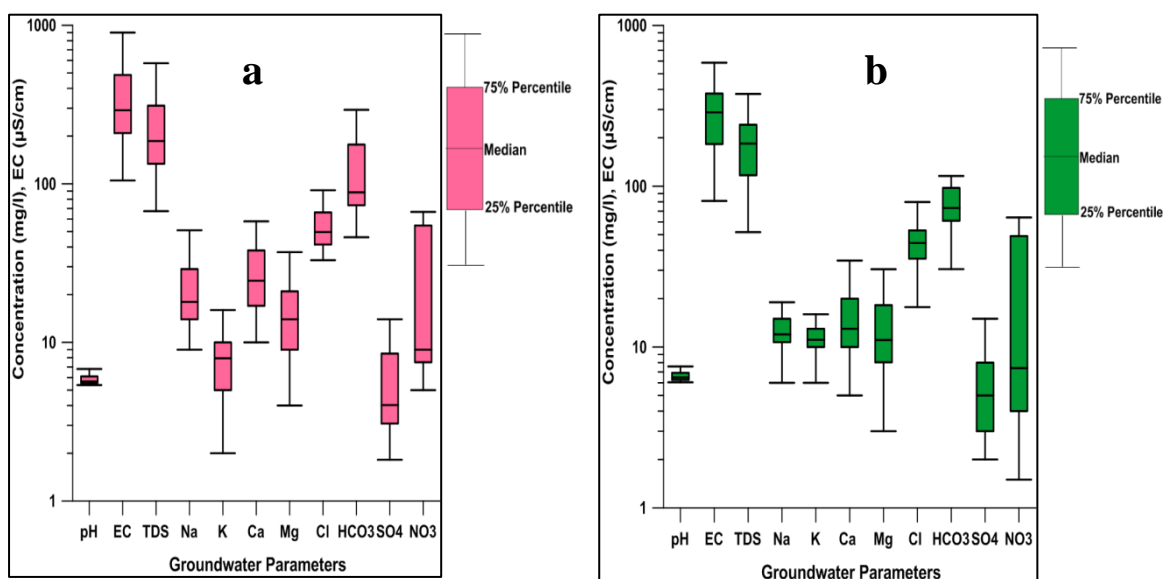 a
1000
100
10
1
Concentration (mg/l), EC (µS/cm)
pH EC TDS Na K Ca Mg Cl HCO3 SO4 NO3
Groundwater Parameters
75% Percentile
Median
25% Percentile
b
1000
100
10
1
Concentration (mg/l), EC (µS/cm)
pH EC TDS Na K Ca Mg Cl HCO3 SO4 NO3
Groundwater Parameters
75% Percentile
Median
25% Percentile